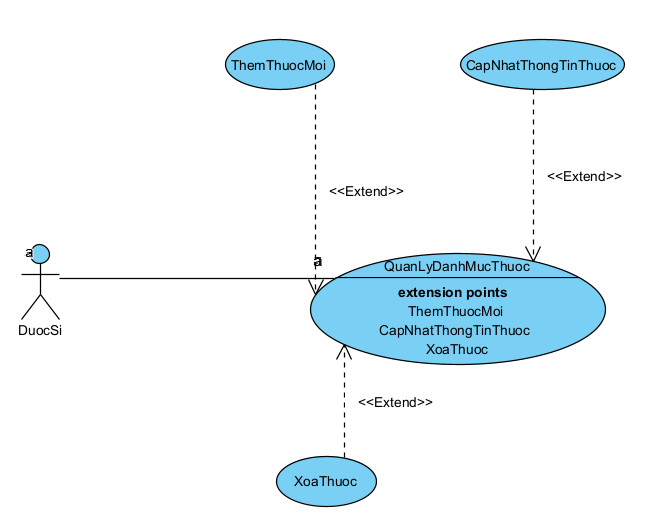 ThemThuocMoi
CapNhatThongTinThuoc
<<Extend>>
<<Extend>>
a
DuocSi
QuanLyDanhMucThuoc
extension points
ThemThuocMoi
CapNhatThongTinThuoc
XoaThuoc
<<Extend>>
XoaThuoc